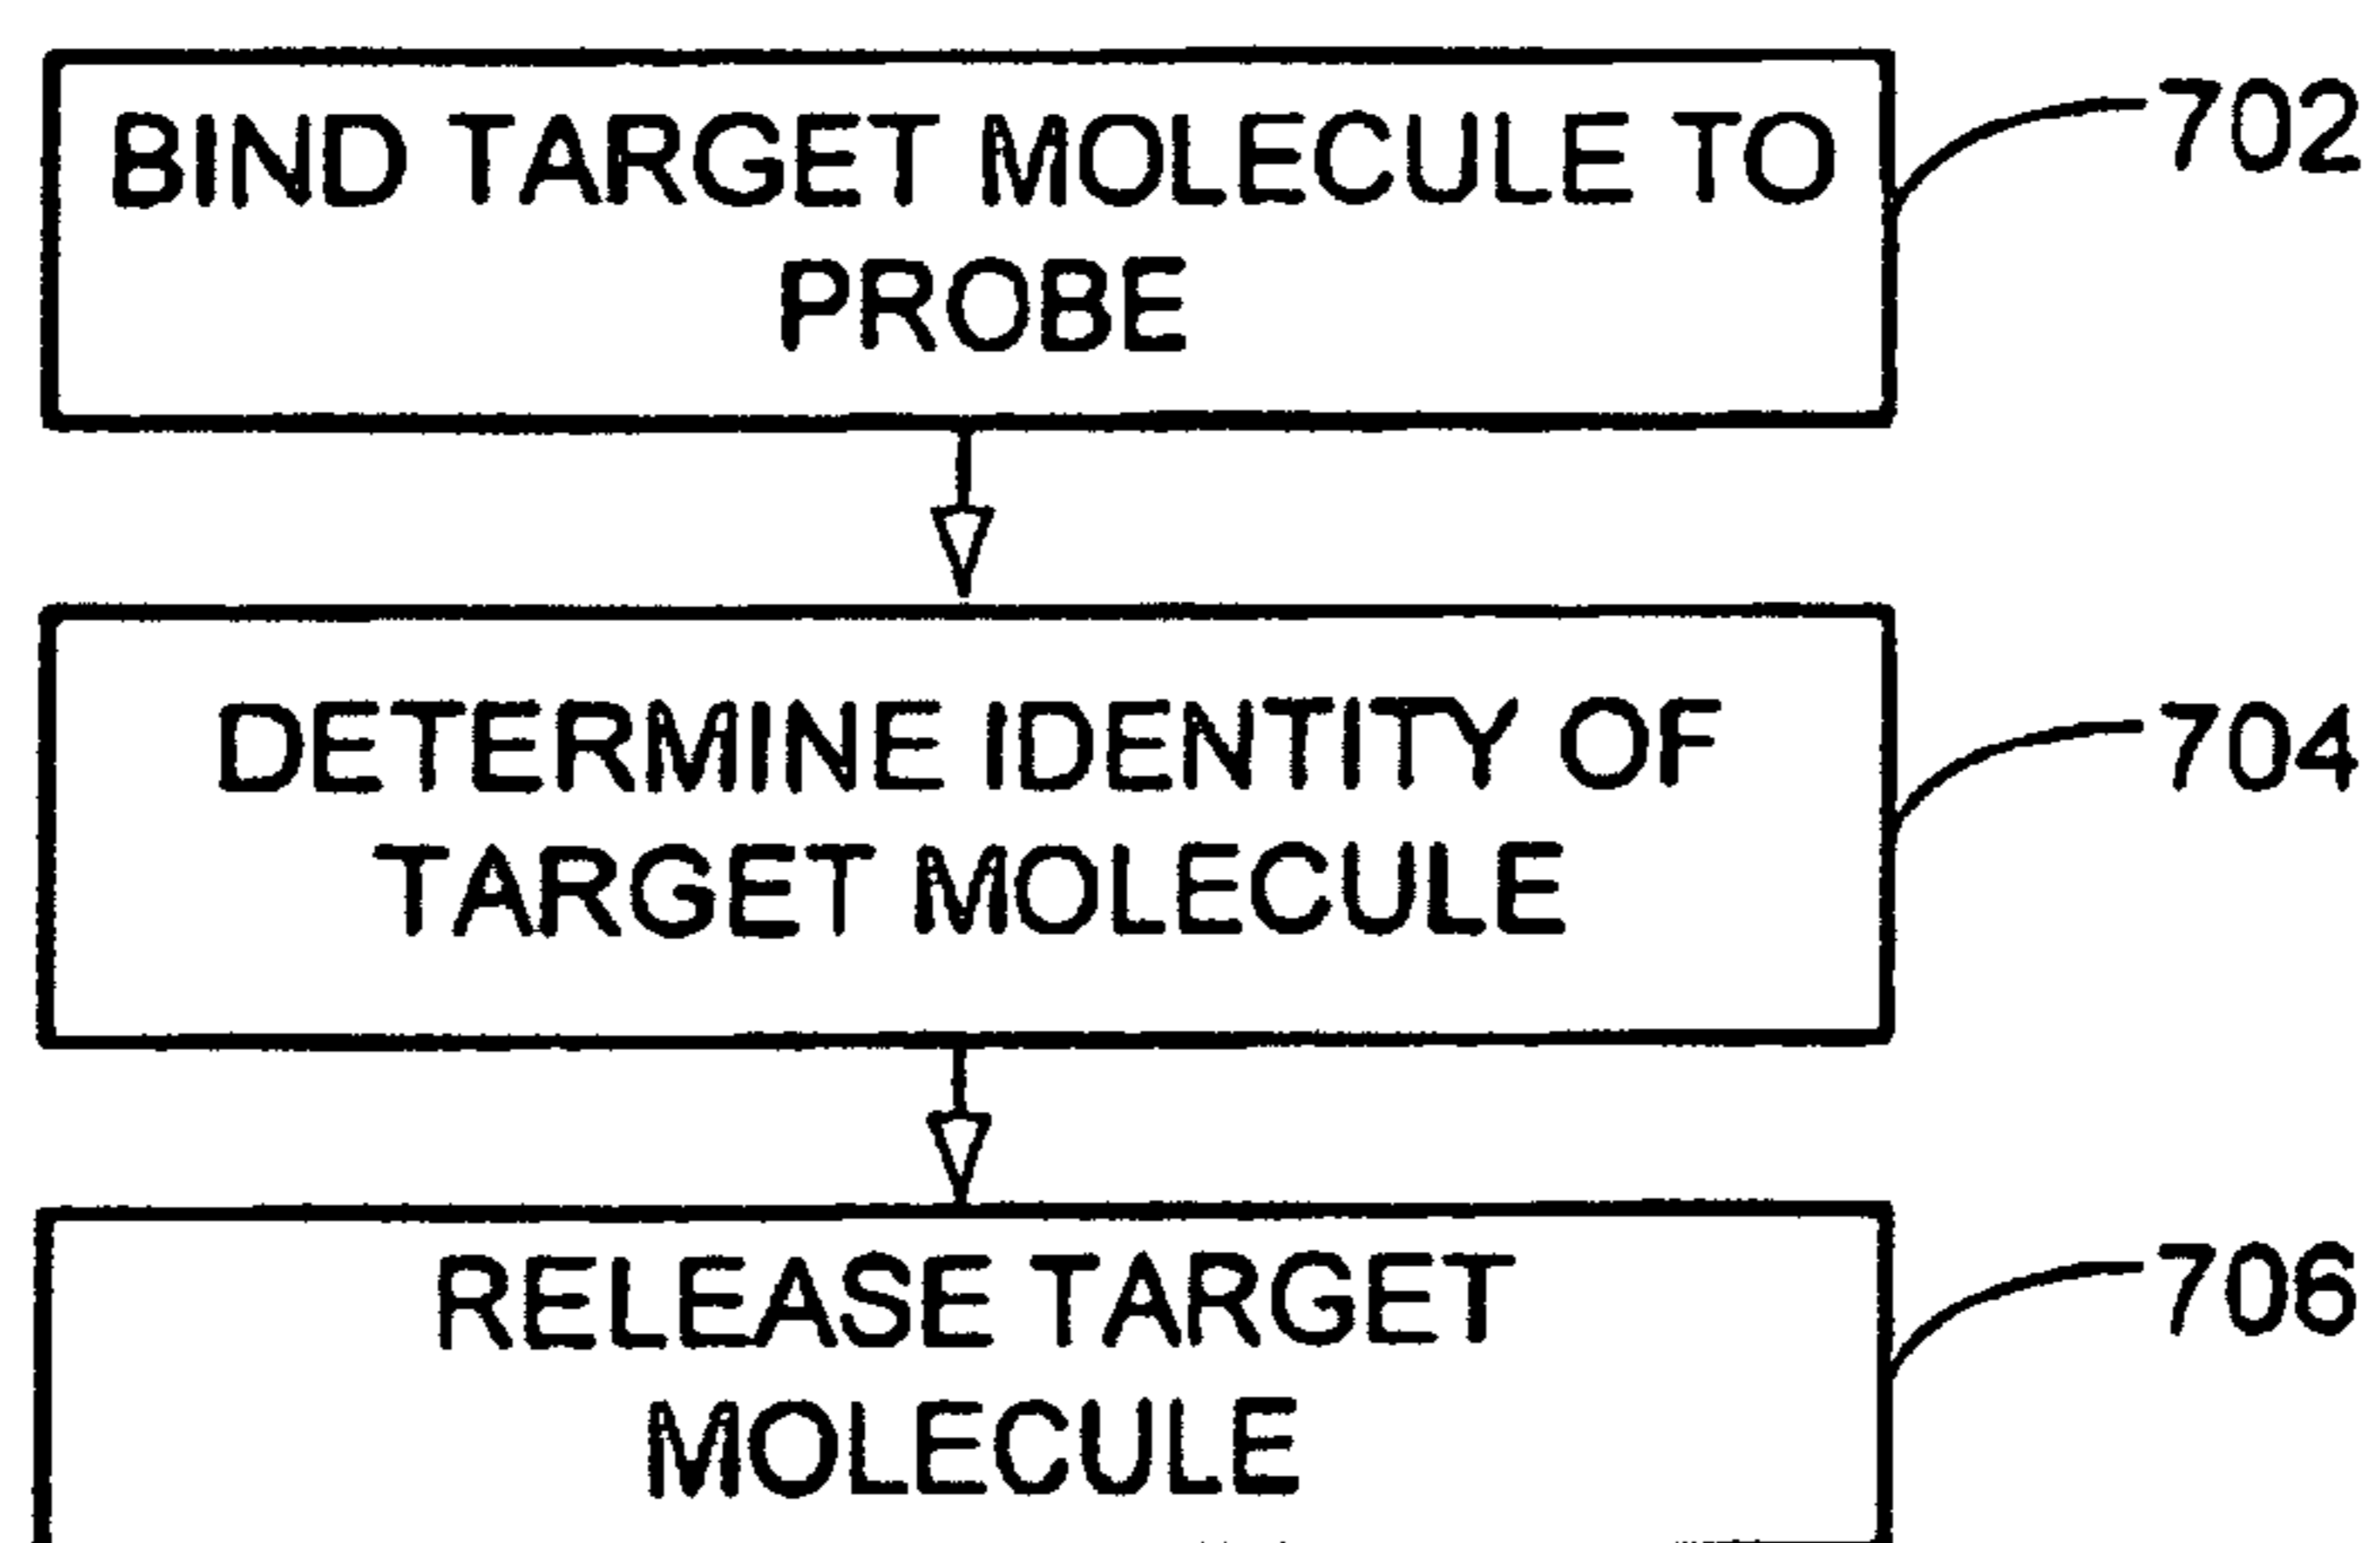 BIND TARGET MOLECULE TO
PROBE
702
DETERMINE IDENTITY OF
TARGET MOLECULE
704
RELEASE TARGET
MOLECULE
706